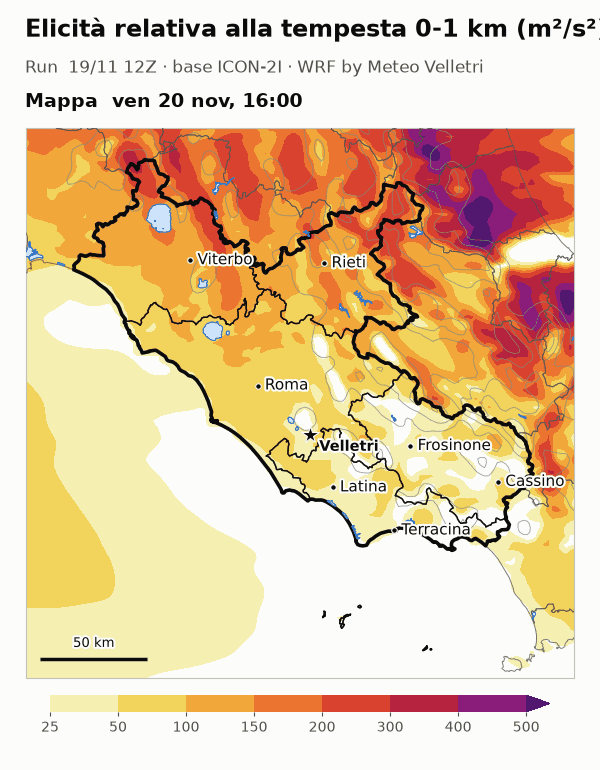 Elicità relativa alla tempesta 0-1 km (m²/s²)
Run 19/11 12Z · base ICON-2I · WRF by Meteo Velletri
Mappa ven 20 nov, 16:00
Viterbo
Rieti
Roma
Velletri
Frosinone
Cassino
Latina
Terracina
50 km
25 50 100 150 200 300 400 500